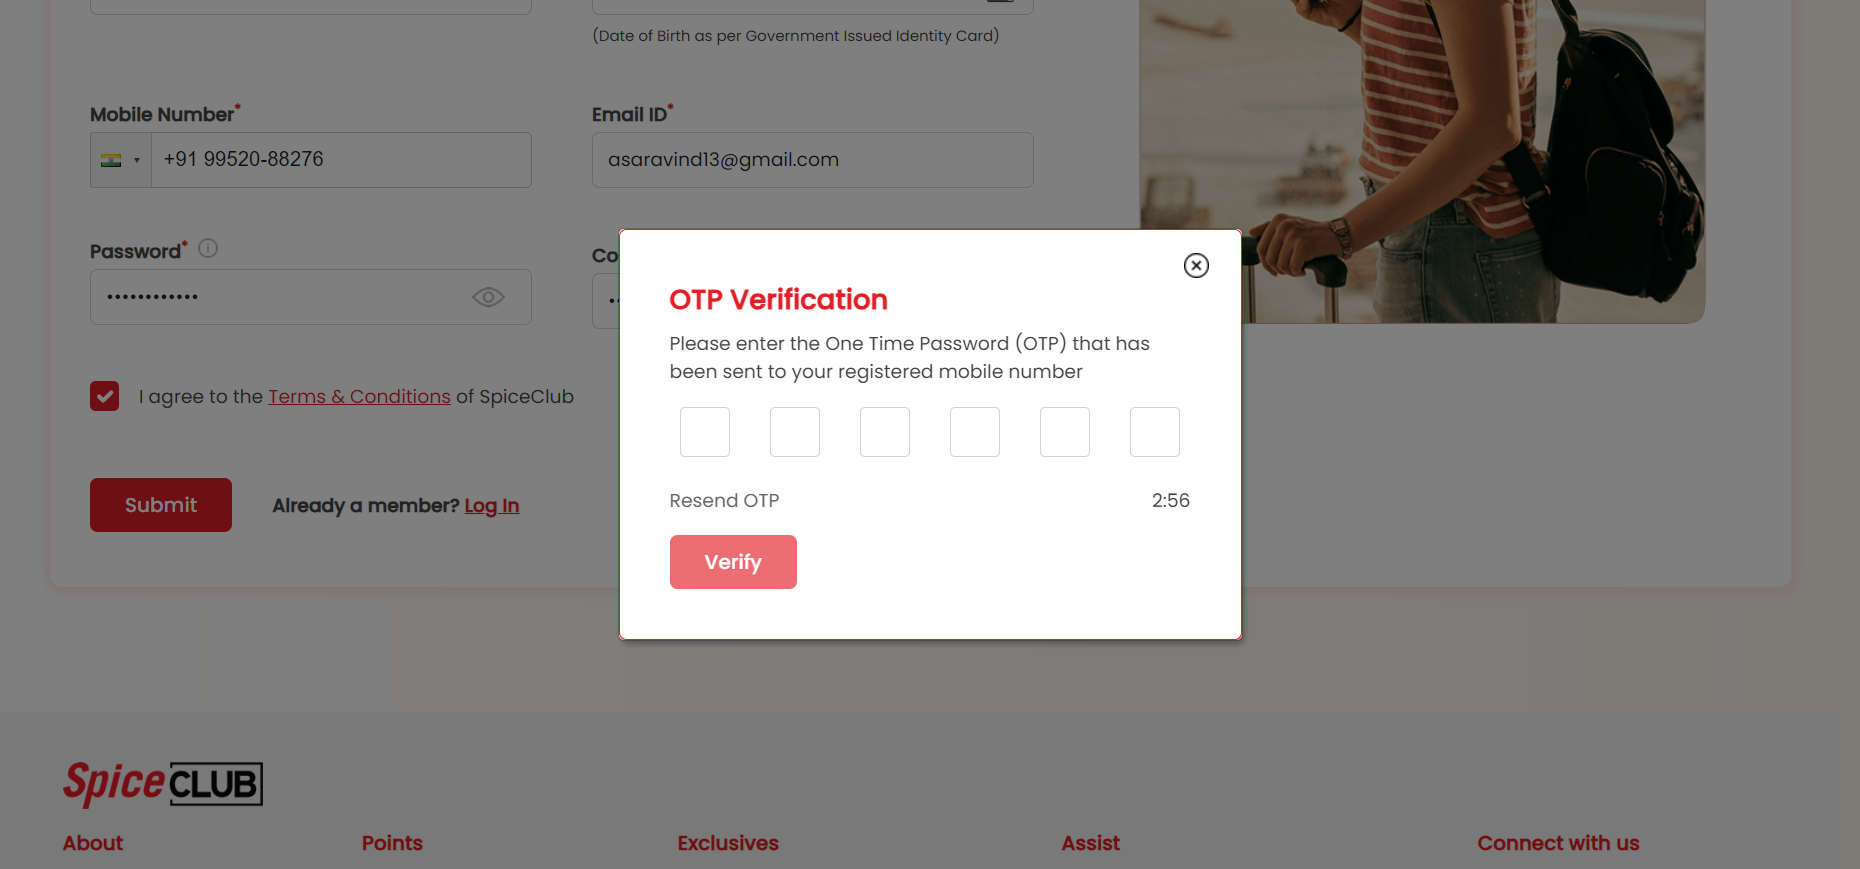 (Date of Birth as per Government Issued Identity Card)
Mobile Number*
Email ID*
+91 99520-88276
asaravind13@gmail.com
Password*
Co
••••••••••••
I agree to the Terms & Conditions of SpiceClub
Submit
Already a member? Log In
OTP Verification
Please enter the One Time Password (OTP) that has
been sent to your registered mobile number
Resend OTP
2:56
Verify
Spice CLUB
About
Points
Exclusives
Assist
Connect with us